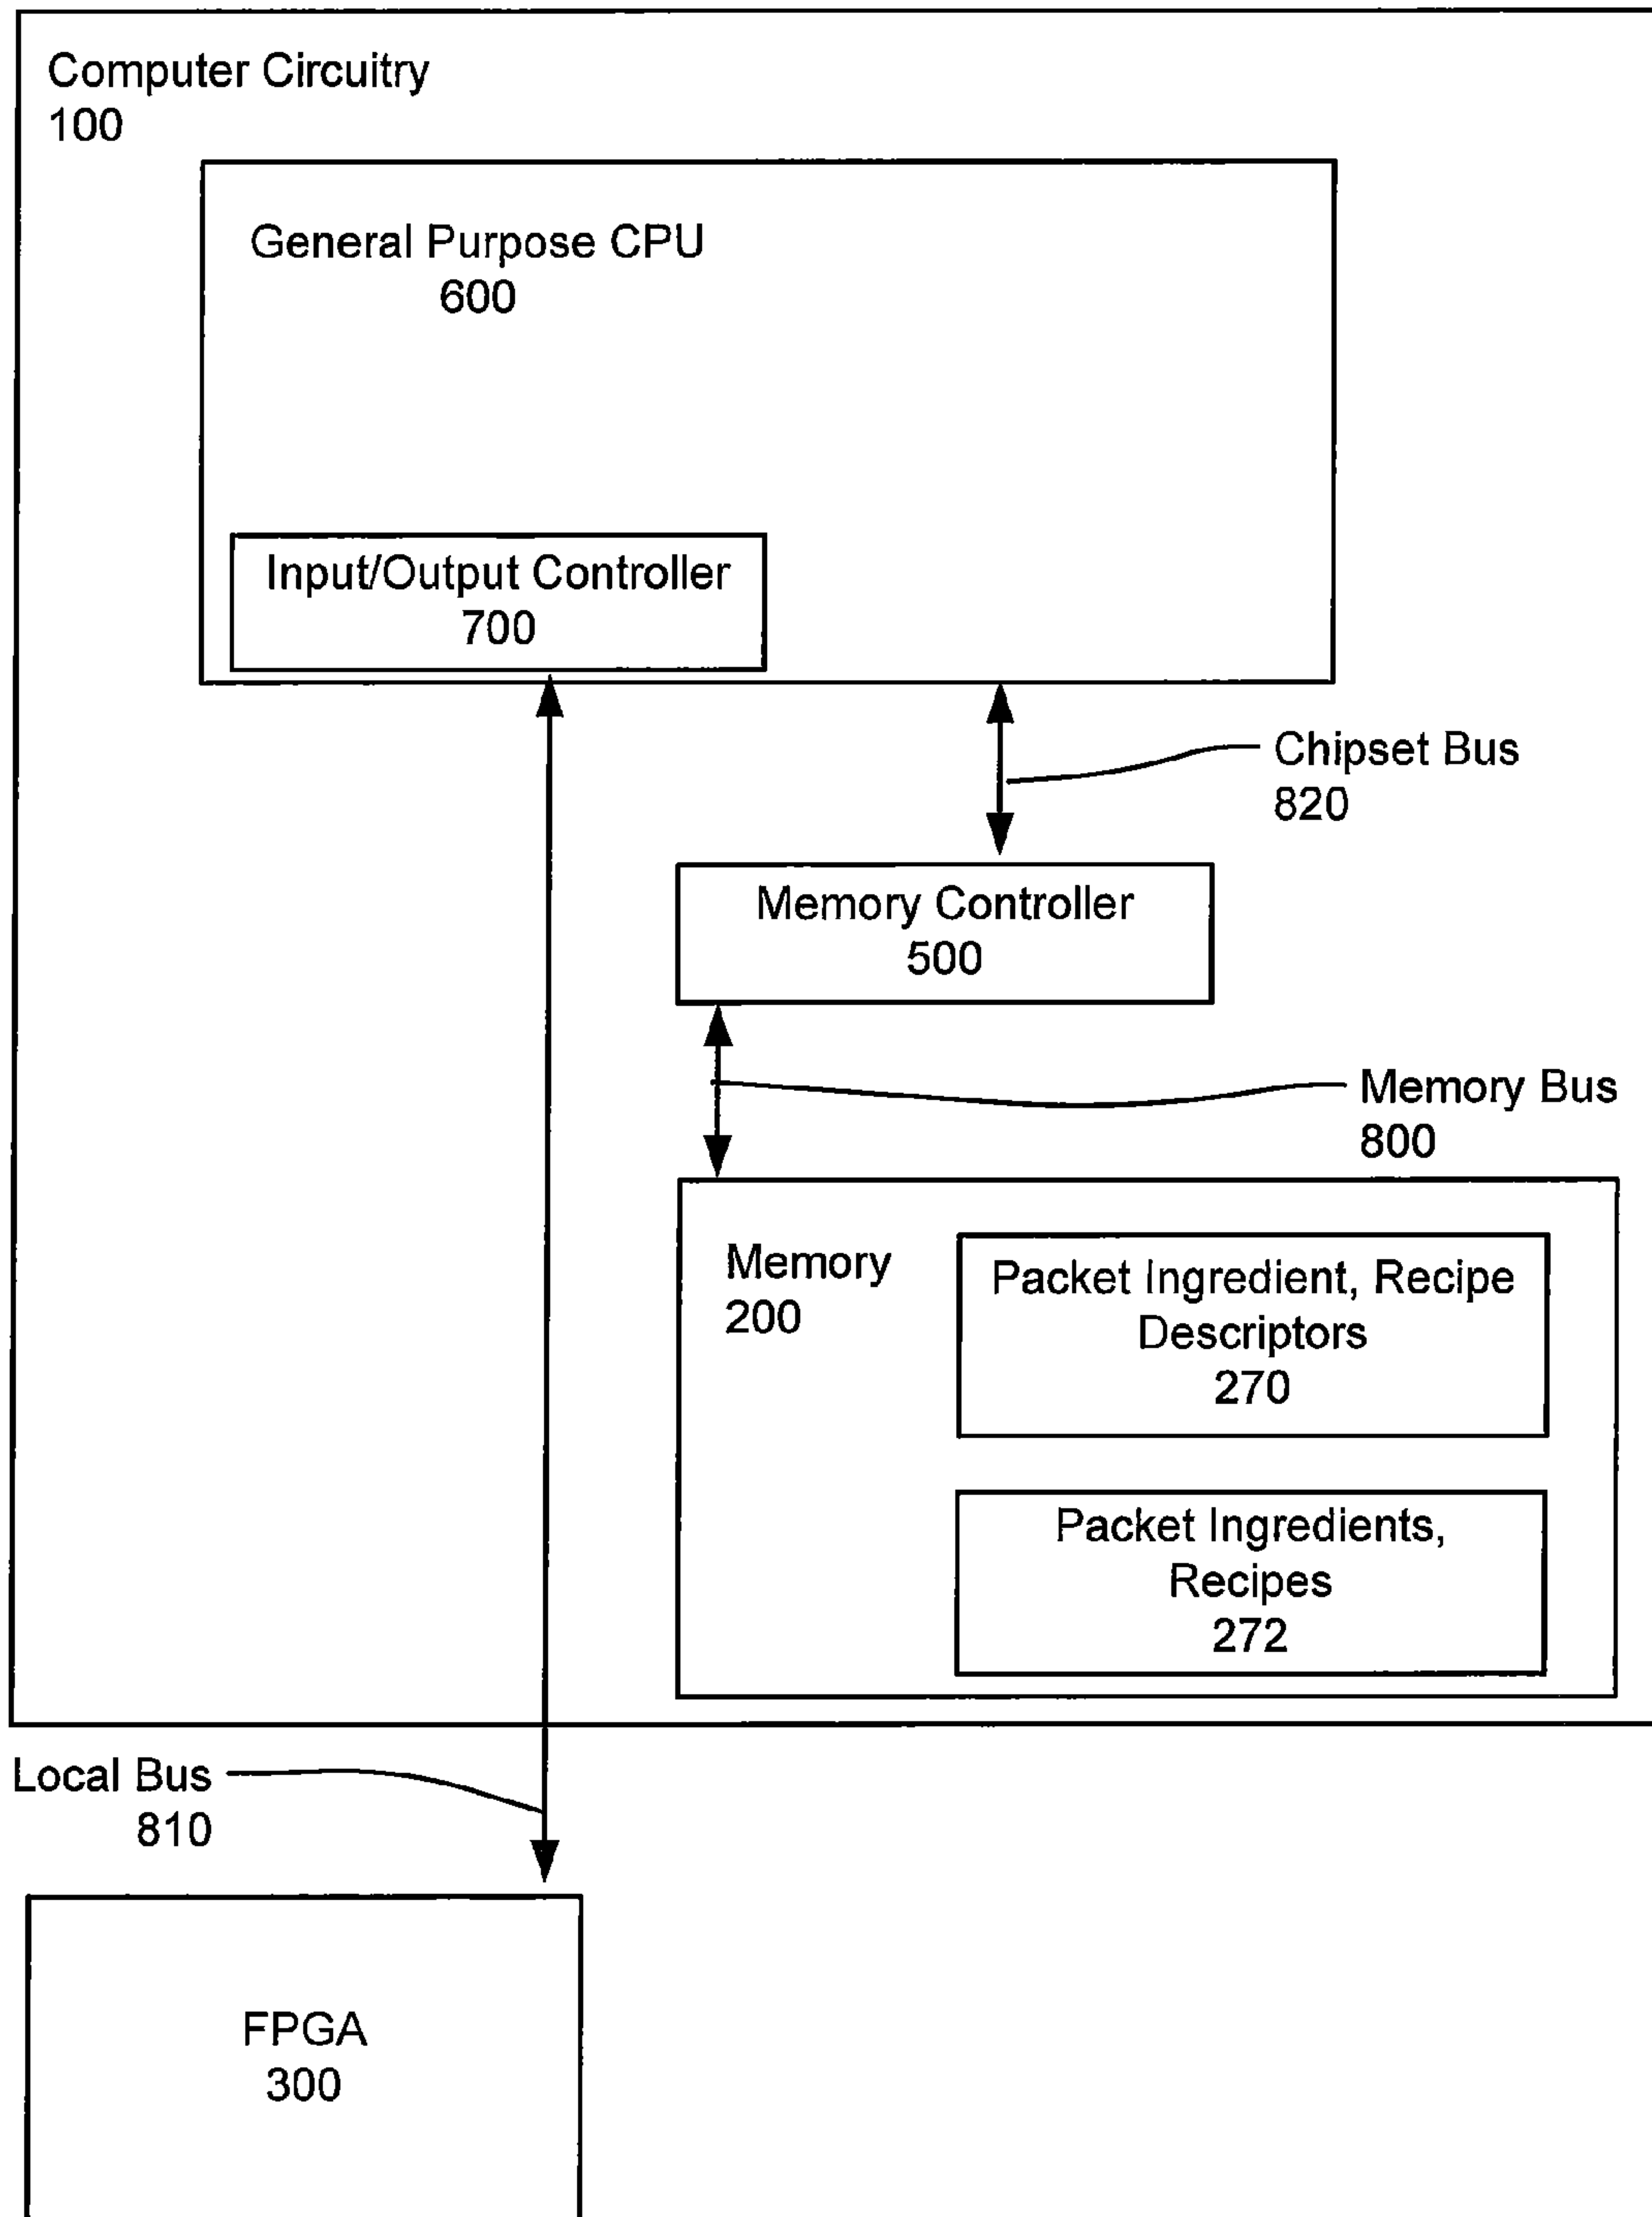 Computer Circuitry
100
General Purpose CPU
600
Input/Output Controller
700
Chipset Bus
820
Memory Controller
500
Memory Bus
800
Memory
200
Packet Ingredient, Recipe
Descriptors
270
Packet Ingredients,
Recipes
272
Local Bus
810
FPGA
300